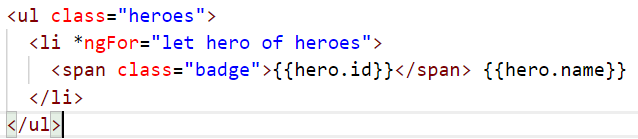 <ul class="heroes">
<li *ngFor="let hero of heroes">
<span class="badge">{{hero.id}}</span> {{hero.name}}
</li>
</ul>